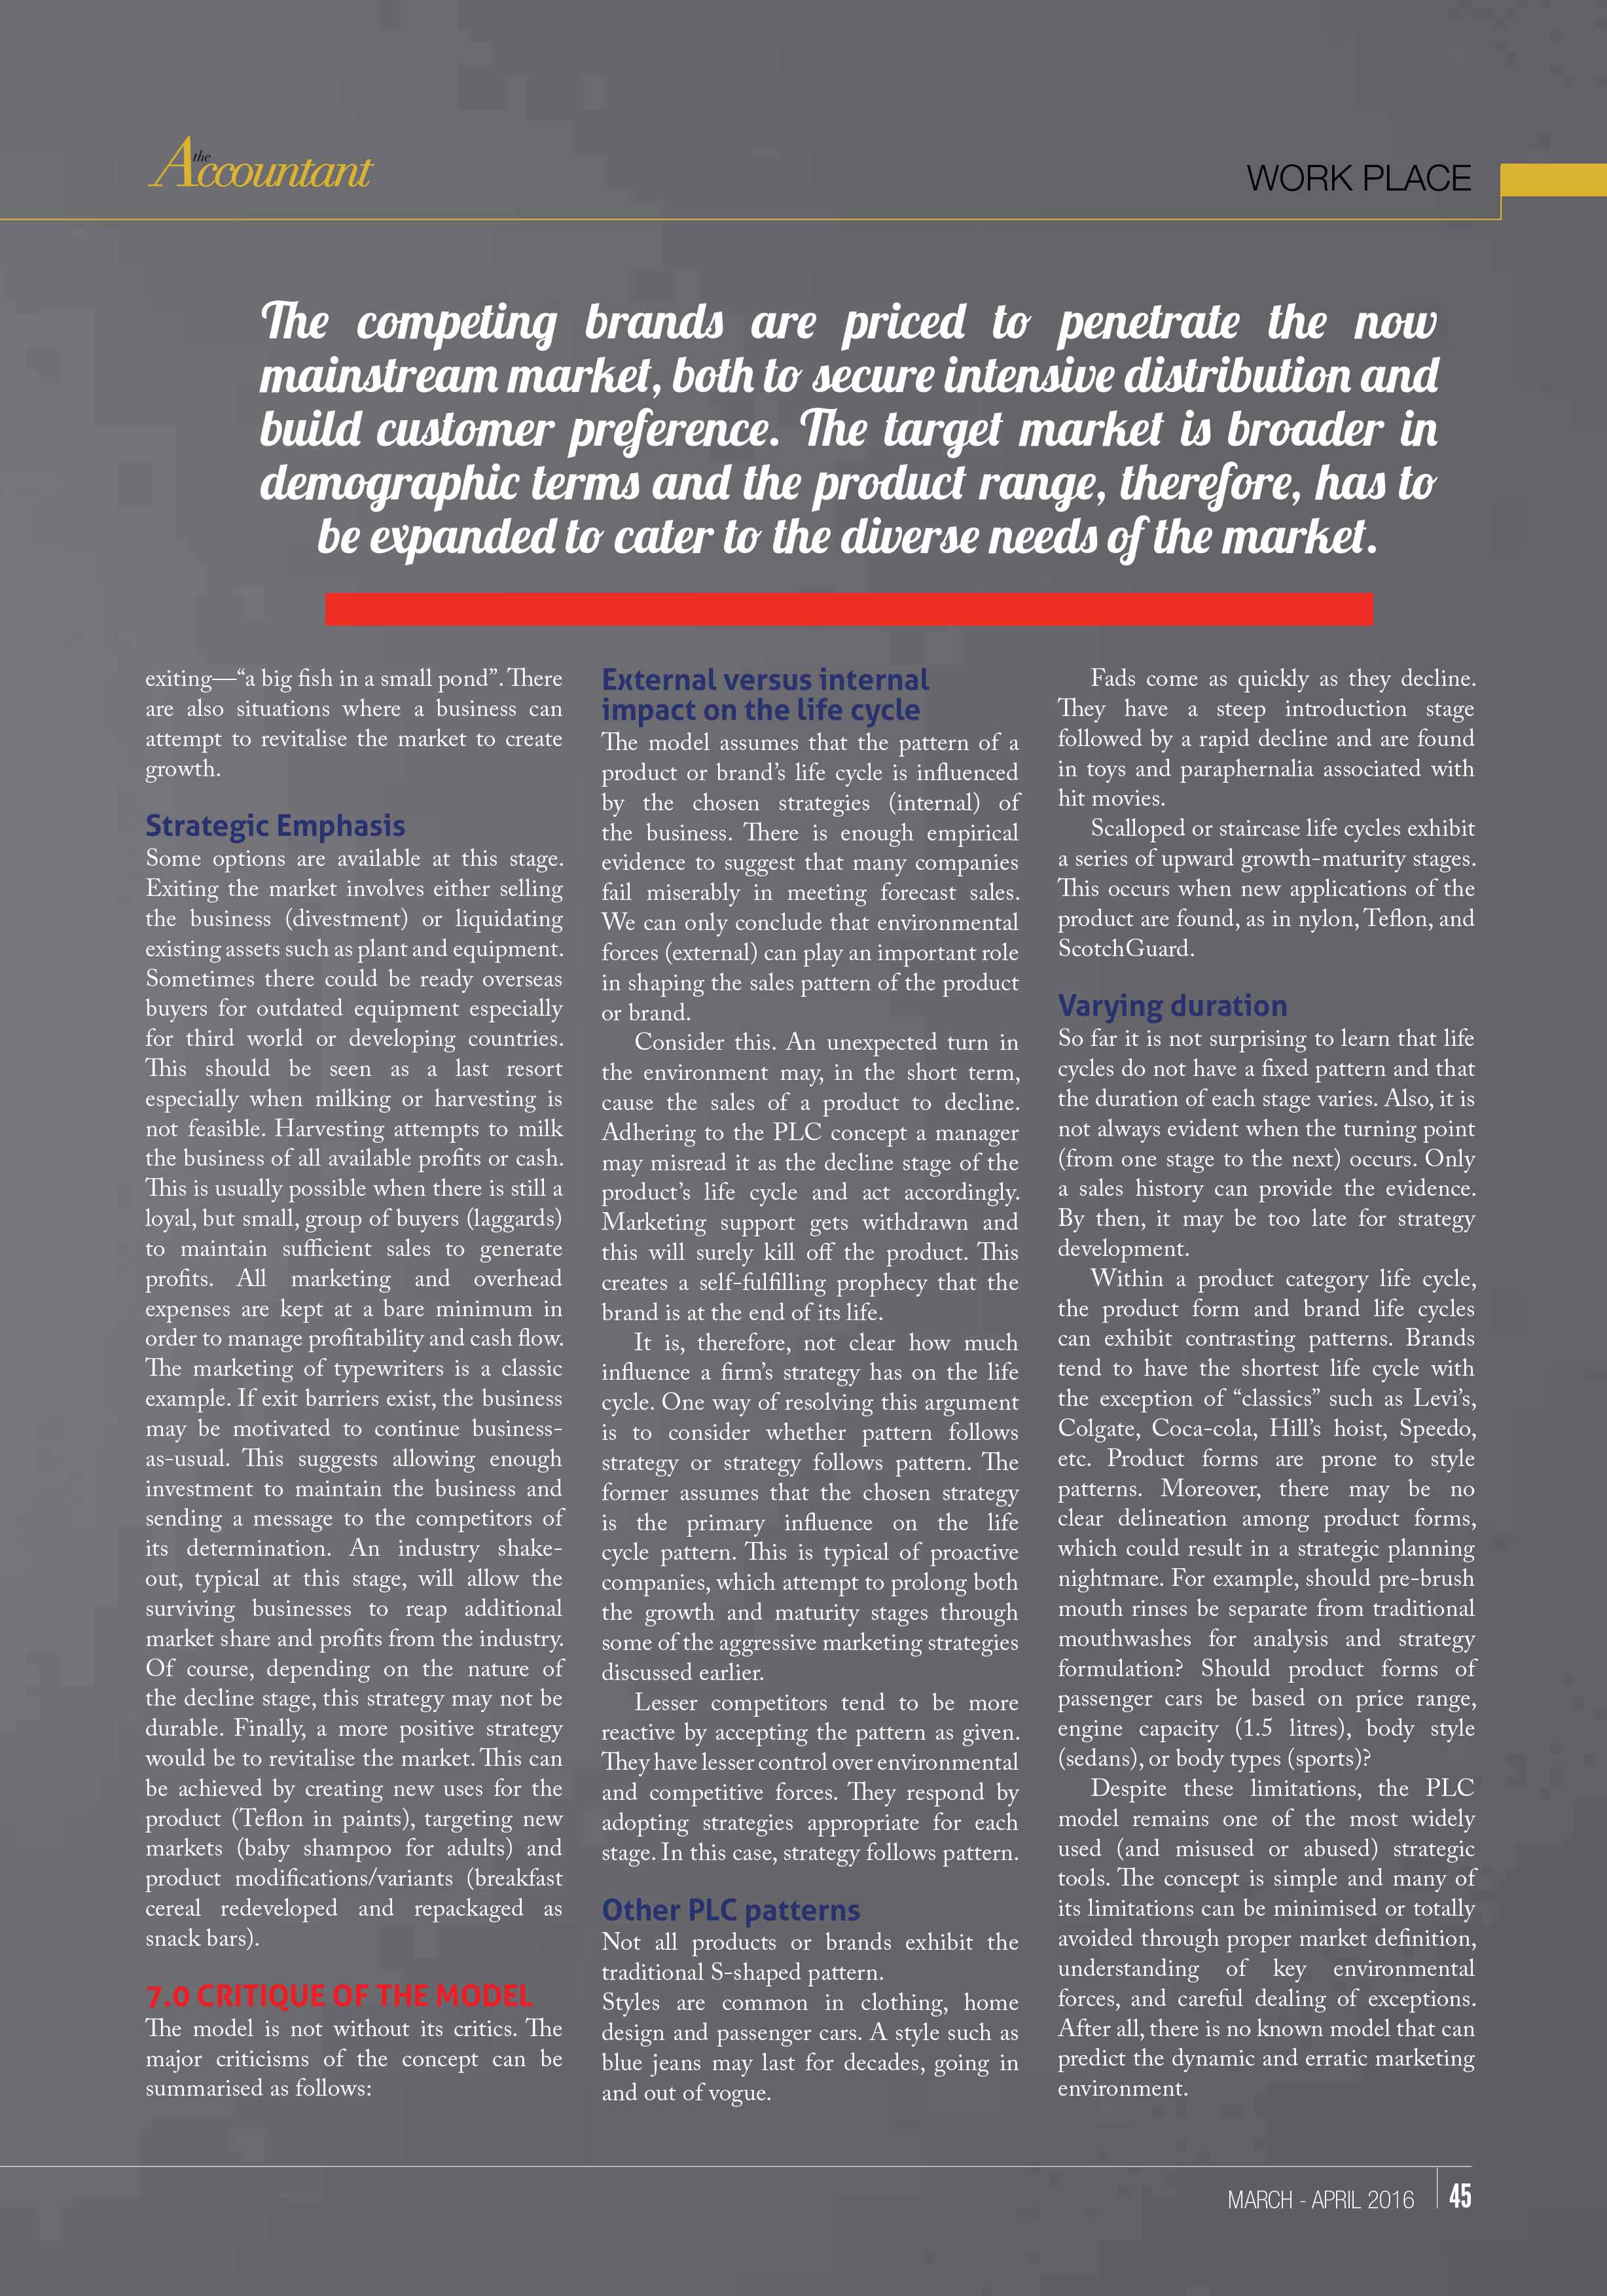 the Accountant
WORK PLACE
The competing brands are priced to penetrate the now
mainstream market, both to secure intensive distribution and
build customer preference. The target market is broader in
demographic terms and the product range, therefore, has to
be expanded to cater to the diverse needs of the market.
exiting—“a big fish in a small pond”. There
are also situations where a business can
attempt to revitalise the market to create
growth.
Strategic Emphasis
Some options are available at this stage.
Exiting the market involves either selling
the business (divestment) or liquidating
existing assets such as plant and equipment.
Sometimes there could be ready overseas
buyers for outdated equipment especially
for third world or developing countries.
This should be seen as a last resort
especially when milking or harvesting is
not feasible. Harvesting attempts to milk
the business of all available profits or cash.
This is usually possible when there is still a
loyal, but small, group of buyers (laggards)
to maintain sufficient sales to generate
profits. All marketing and overhead
expenses are kept at a bare minimum in
order to manage profitability and cash flow.
The marketing of typewriters is a classic
example. If exit barriers exist, the business
may be motivated to continue business-
as-usual. This suggests allowing enough
investment to maintain the business and
sending a message to the competitors of
its determination. An industry shake-
out, typical at this stage, will allow the
surviving businesses to reap additional
market share and profits from the industry.
Of course, depending on the nature of
the decline stage, this strategy may not be
durable. Finally, a more positive strategy
would be to revitalise the market. This can
be achieved by creating new uses for the
product (Teflon in paints), targeting new
markets (baby shampoo for adults) and
product modifications/variants (breakfast
cereal redeveloped and repackaged as
snack bars).
7.0 CRITIQUE OF THE MODEL
The model is not without its critics. The
major criticisms of the concept can be
summarised as follows:
External versus internal
impact on the life cycle
The model assumes that the pattern of a
product or brand’s life cycle is influenced
by the chosen strategies (internal) of
the business. There is enough empirical
evidence to suggest that many companies
fail miserably in meeting forecast sales.
We can only conclude that environmental
forces (external) can play an important role
in shaping the sales pattern of the product
or brand.
Consider this. An unexpected turn in
the environment may, in the short term,
cause the sales of a product to decline.
Adhering to the PLC concept a manager
may misread it as the decline stage of the
product’s life cycle and act accordingly.
Marketing support gets withdrawn and
this will surely kill off the product. This
creates a self-fulfilling prophecy that the
brand is at the end of its life.
It is, therefore, not clear how much
influence a firm’s strategy has on the life
cycle. One way of resolving this argument
is to consider whether pattern follows
strategy or strategy follows pattern. The
former assumes that the chosen strategy
is the primary influence on the life
cycle pattern. This is typical of proactive
companies, which attempt to prolong both
the growth and maturity stages through
some of the aggressive marketing strategies
discussed earlier.
Lesser competitors tend to be more
reactive by accepting the pattern as given.
They have lesser control over environmental
and competitive forces. They respond by
adopting strategies appropriate for each
stage. In this case, strategy follows pattern.
Other PLC patterns
Not all products or brands exhibit the
traditional S-shaped pattern.
Styles are common in clothing, home
design and passenger cars. A style such as
blue jeans may last for decades, going in
and out of vogue.
Fads come as quickly as they decline.
They have a steep introduction stage
followed by a rapid decline and are found
in toys and paraphernalia associated with
hit movies.
Scalloped or staircase life cycles exhibit
a series of upward growth-maturity stages.
This occurs when new applications of the
product are found, as in nylon, Teflon, and
ScotchGuard.
Varying duration
So far it is not surprising to learn that life
cycles do not have a fixed pattern and that
the duration of each stage varies. Also, it is
not always evident when the turning point
(from one stage to the next) occurs. Only
a sales history can provide the evidence.
By then, it may be too late for strategy
development.
Within a product category life cycle,
the product form and brand life cycles
can exhibit contrasting patterns. Brands
tend to have the shortest life cycle with
the exception of “classics” such as Levi’s,
Colgate, Coca-cola, Hill’s hoist, Speedo,
etc. Product forms are prone to style
patterns. Moreover, there may be no
clear delineation among product forms,
which could result in a strategic planning
nightmare. For example, should pre-brush
mouth rinses be separate from traditional
mouthwashes for analysis and strategy
formulation? Should product forms of
passenger cars be based on price range,
engine capacity (1.5 litres), body style
(sedans), or body types (sports)?
Despite these limitations, the PLC
model remains one of the most widely
used (and misused or abused) strategic
tools. The concept is simple and many of
its limitations can be minimised or totally
avoided through proper market definition,
understanding of key environmental
forces, and careful dealing of exceptions.
After all, there is no known model that can
predict the dynamic and erratic marketing
environment.
MARCH - APRIL 2016 45